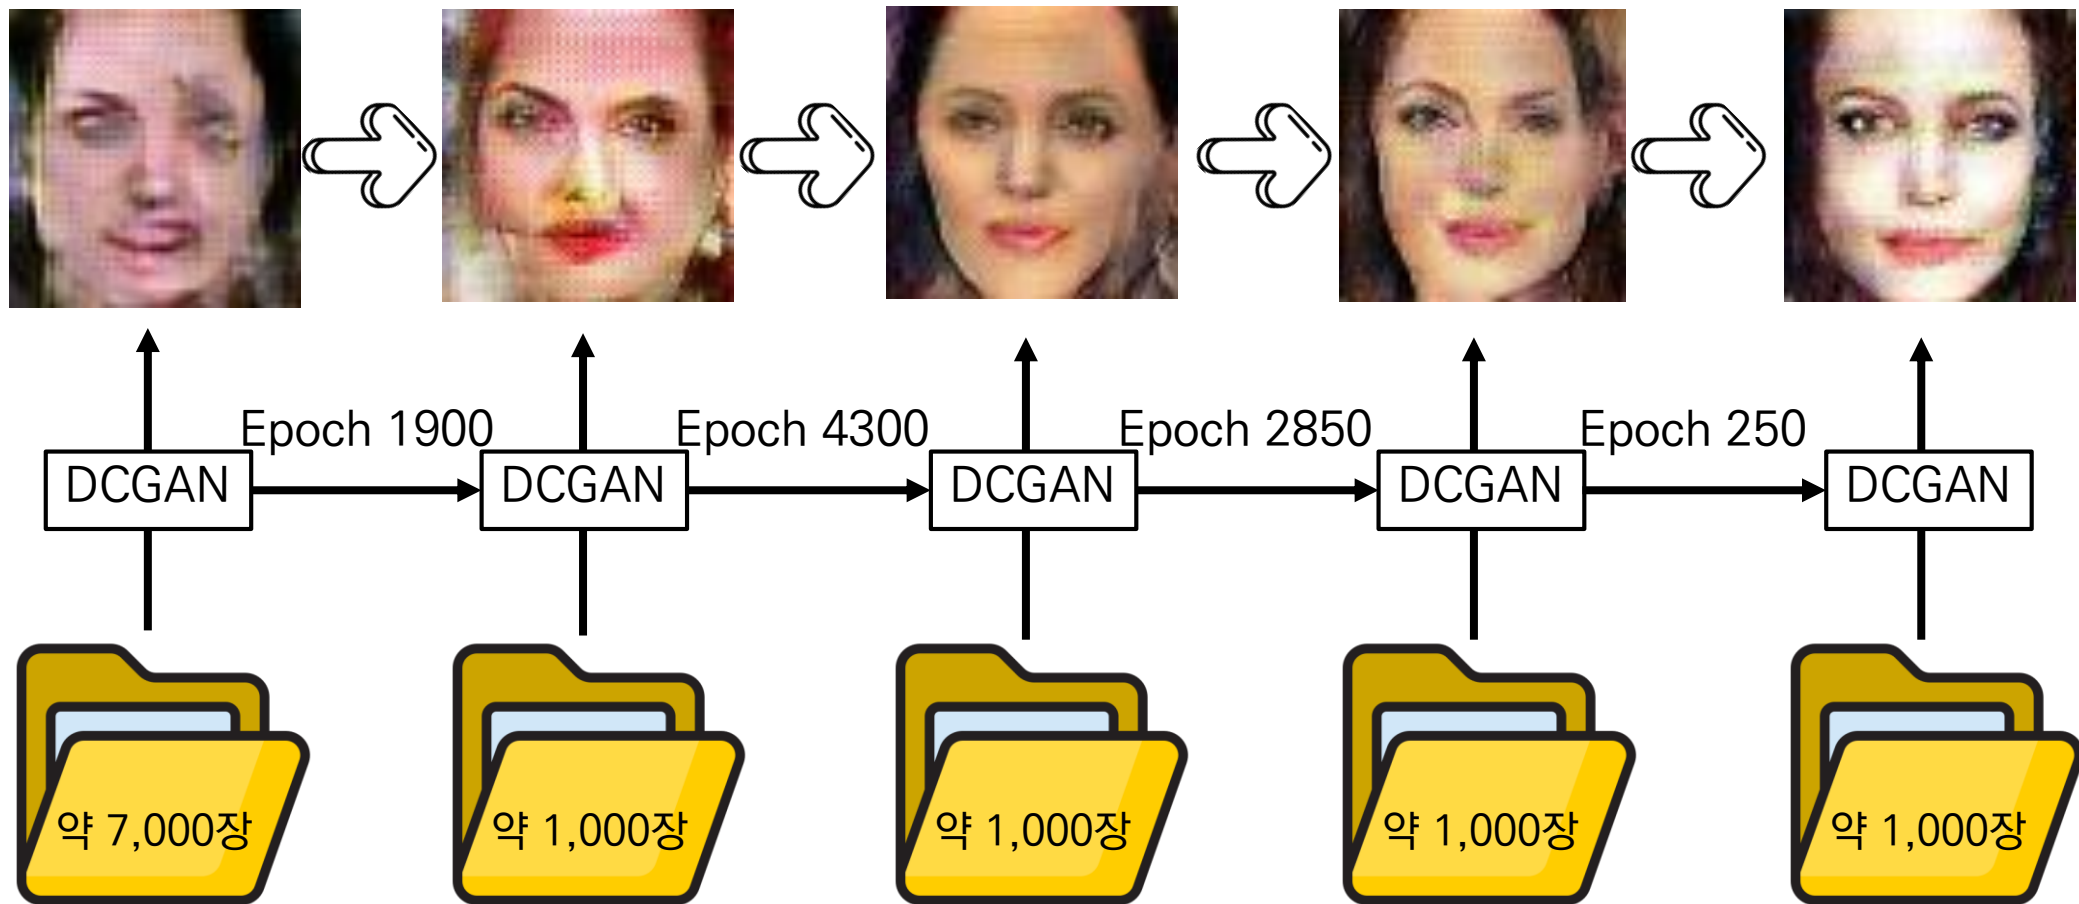 Epoch 1900
Epoch 4300
Epoch 2850
Epoch 250
DCGAN
DCGAN
DCGAN
DCGAN
DCGAN
약 7,000장
약 1,000장
약 1,000장
약 1,000장
약 1,000장